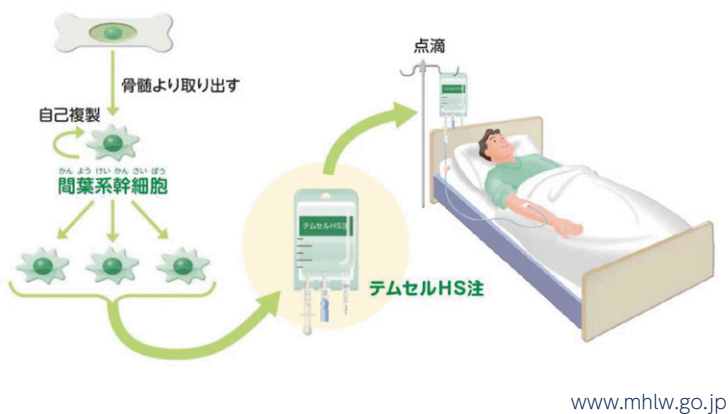 点滴
骨髄より取り出す
自己複製
かんようけいかんさいぼう
間葉系幹細胞
テムセルHS注
テムセルHS注
www.mhlw.go.jp